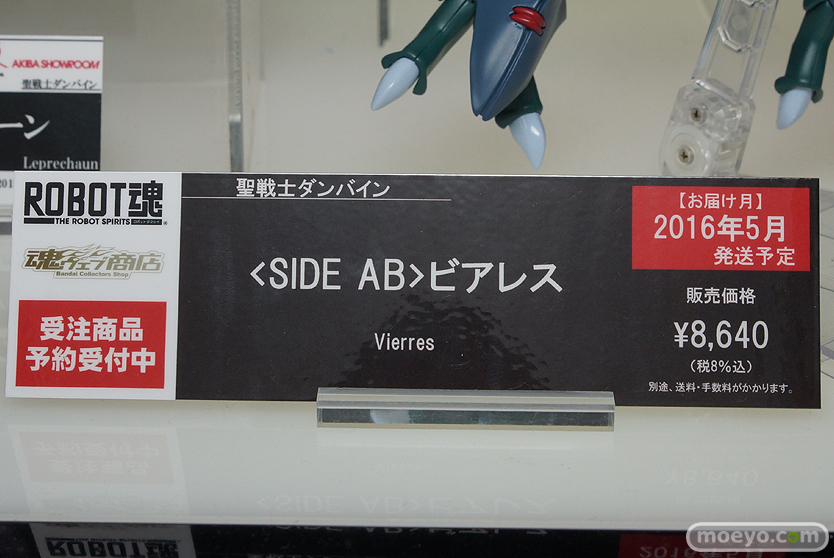 AKIBA SHOWROOM
聖戦士ダンバイン
ーン
Leprechaun
201
ROBOT魂
THE ROBOT SPIRITS
魂ウェブ商店
Bandai Collectors Shop
受注商品
予約受付中
聖戦士ダンバイン
<SIDE AB>ビアレス
Vierres
【お届け月】
2016年5月
発送予定
販売価格
¥8,640
(税8%込)
別途、送料・手数料がかかります。
moeyo.com